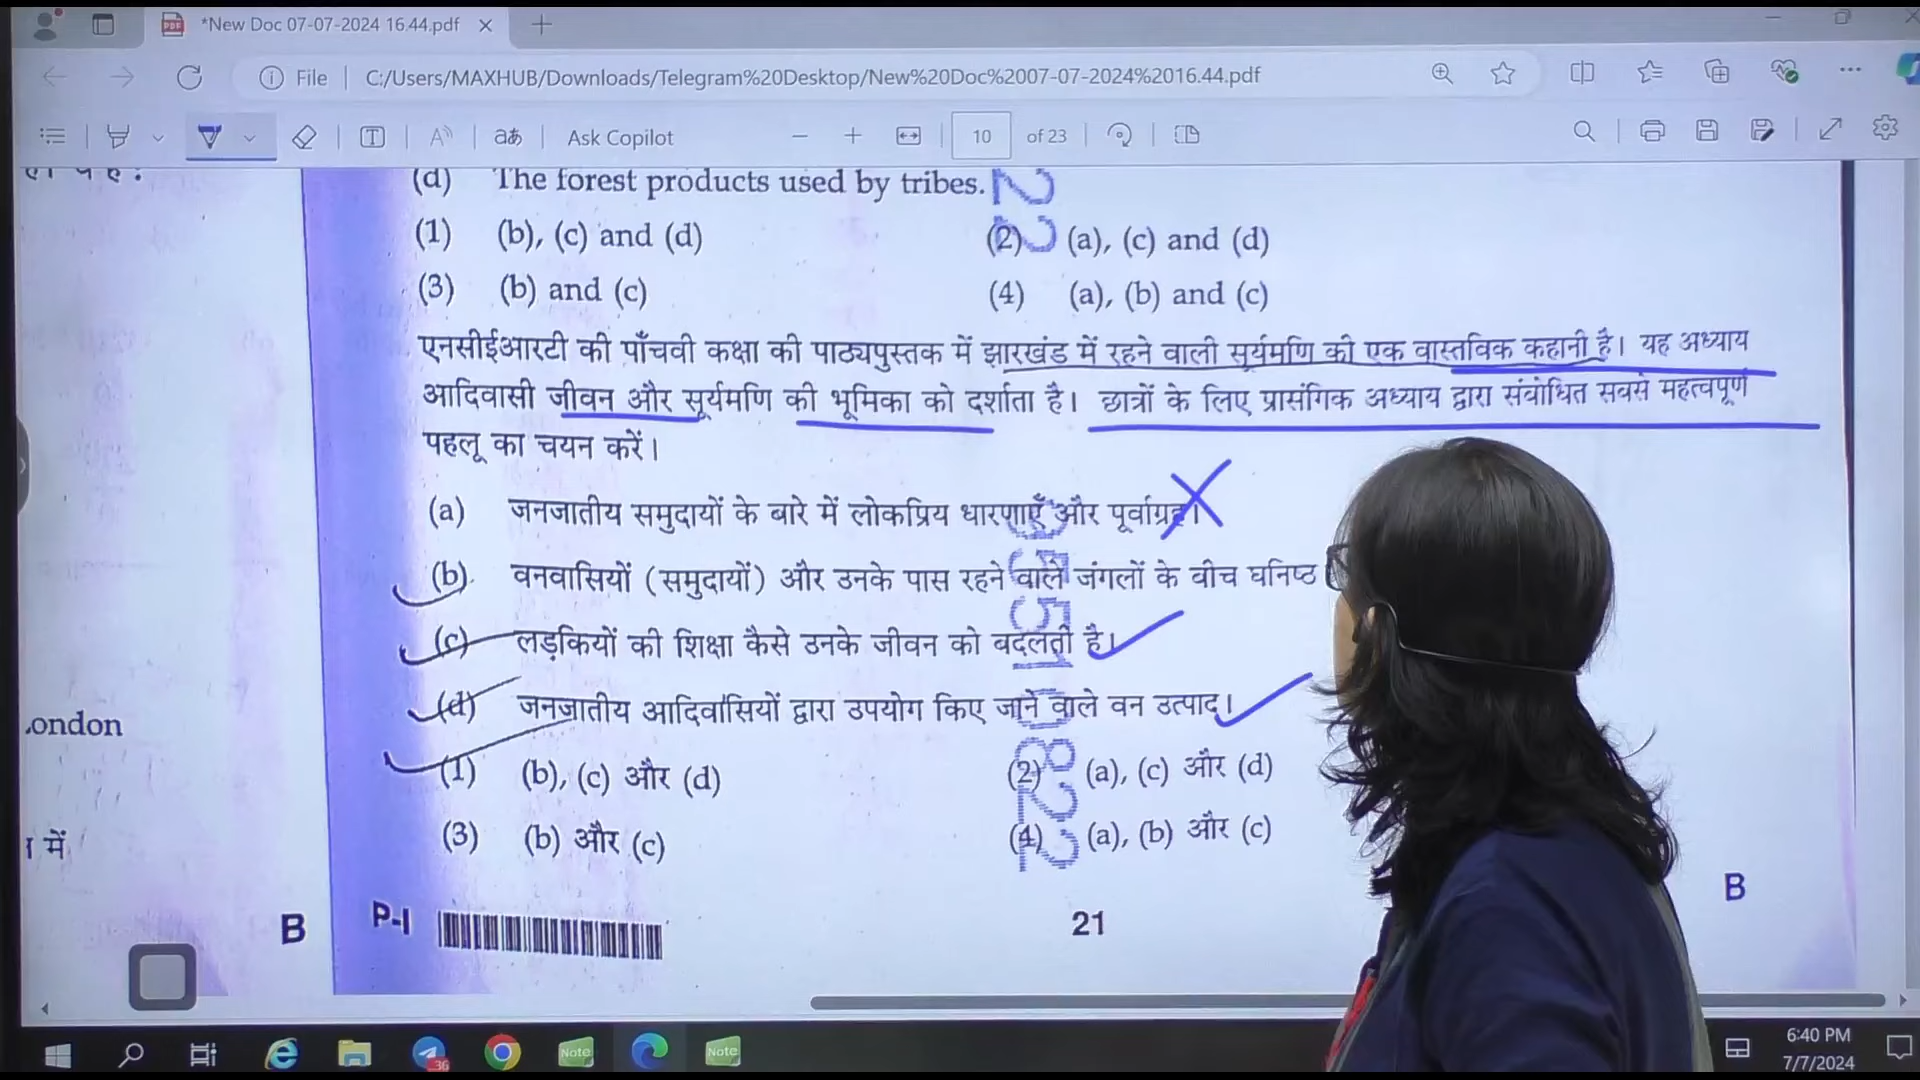 *New Doc 07-07-2024 16.44.pdf
File | C:/Users/MAXHUB/Downloads/Telegram%20Desktop/New%20Doc%2007-07-2024%2016.44.pdf
Ask Copilot
10 of 23
(d) The forest products used by tribes.
(1) (b), (c) and (d) (2) (a), (c) and (d)
(3) (b) and (c) (4) (a), (b) and (c)
एनसीईआरटी की पाँचवी कक्षा की पाठ्यपुस्तक में झारखंड में रहने वाली सूर्यमणि की एक वास्तविक कहानी है। यह अध्याय
आदिवासी जीवन और सूर्यमणि की भूमिका को दर्शाता है। छात्रों के लिए प्रासंगिक अध्याय द्वारा संबोधित सबसे महत्वपूर्ण
पहलू का चयन करें।
(a) जनजातीय समुदायों के बारे में लोकप्रिय धारणाएँ और पूर्वाग्रह।
(b) वनवासियों (समुदायों) और उनके पास रहने वाले जंगलों के बीच घनिष्ठ
(c) लड़कियों की शिक्षा कैसे उनके जीवन को बदलती है।
(d) जनजातीय आदिवासियों द्वारा उपयोग किए जाने वाले वन उत्पाद।
(1) (b), (c) और (d) (2) (a), (c) और (d)
(3) (b) और (c) (4) (a), (b) और (c)
London
में
B P-I 21 B
36
Note
Note
6:40 PM
7/7/2024